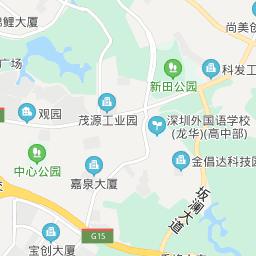 鲤大厦
尚美创
广场
科发工
新田公园
观园
茂源工业园
深圳外国语学校
(龙华)(高中部)
中心公园
金倡达科技园
嘉泉大厦
坂澜大道
G15
宝创大厦